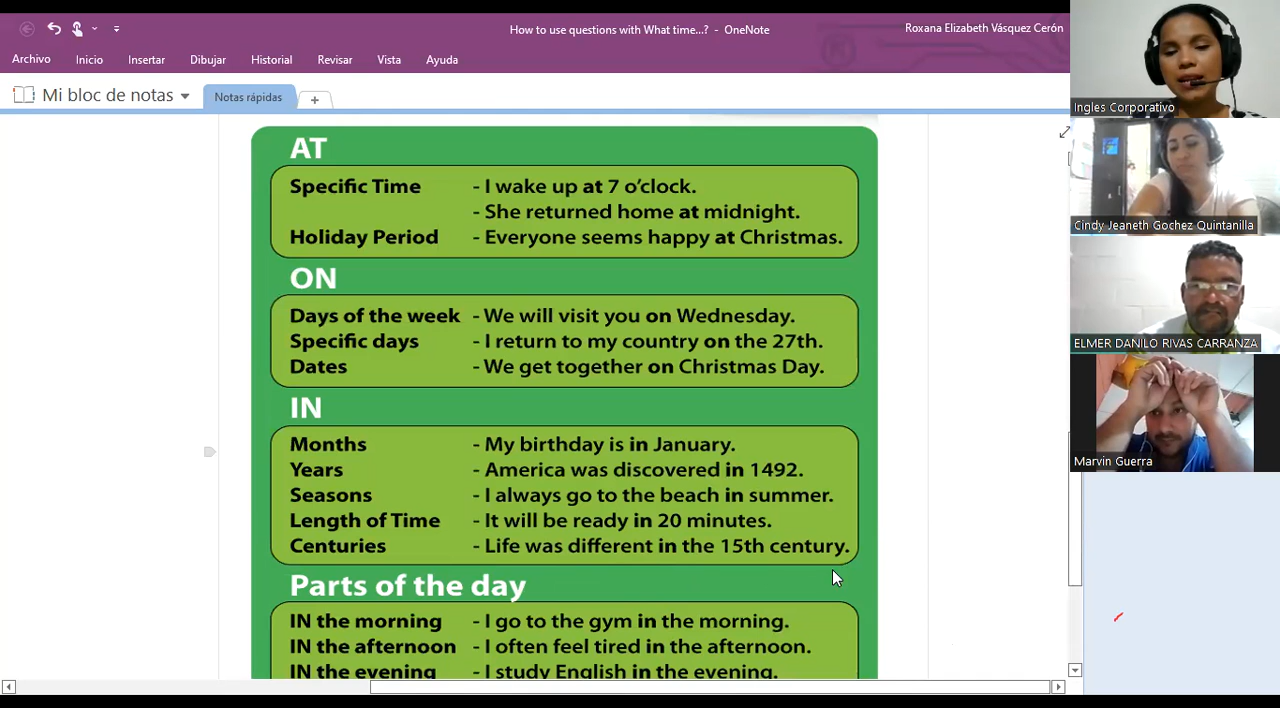 How to use questions with What time...? - OneNote
Roxana Elizabeth Vásquez Cerón
Archivo Inicio Insertar Dibujar Historial Revisar Vista Ayuda
Mi bloc de notas
Notas rápidas
AT
Specific Time - I wake up at 7 o'clock.
- She returned home at midnight.
Holiday Period - Everyone seems happy at Christmas.
ON
Days of the week - We will visit you on Wednesday.
Specific days - I return to my country on the 27th.
Dates - We get together on Christmas Day.
IN
Months - My birthday is in January.
Years - America was discovered in 1492.
Seasons - I always go to the beach in summer.
Length of Time - It will be ready in 20 minutes.
Centuries - Life was different in the 15th century.
Parts of the day
IN the morning - I go to the gym in the morning.
IN the afternoon - I often feel tired in the afternoon.
IN the evening - I study English in the evening.
Ingles Corporativo
Cindy Jeaneth Gochez Quintanilla
ELMER DANILO RIVAS CARRANZA
Marvin Guerra